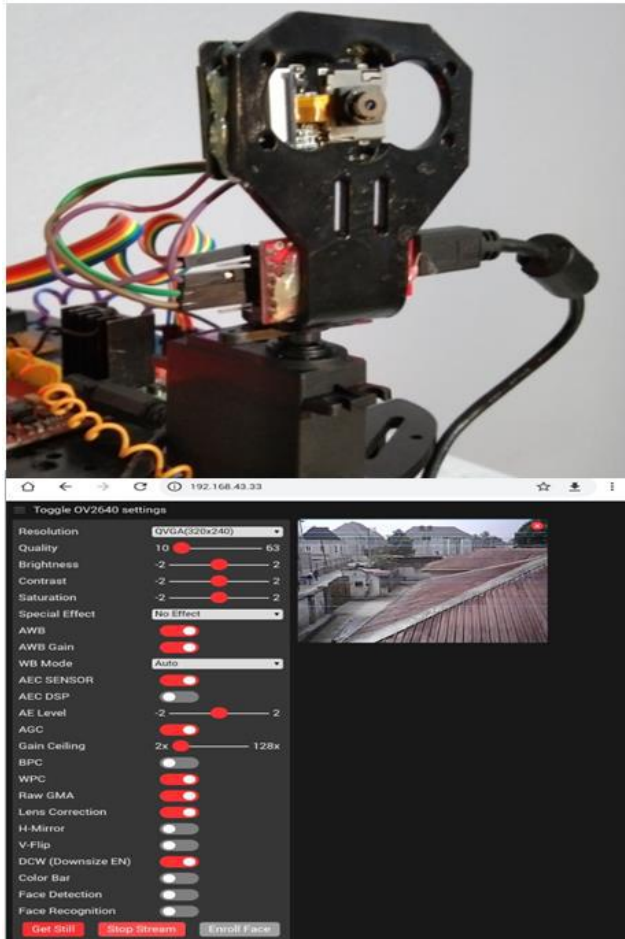 192.168.43.33
Toggle OV2640 settings
Resolution QVGA(320x240)
Quality 10 63
Brightness -2 2
Contrast -2 2
Saturation -2 2
Special Effect No Effect
AWB
AWB Gain
WB Mode Auto
AEC SENSOR
AEC DSP
AE Level -2 2
AGC
Gain Ceiling 2x 128x
BPC
WPC
Raw GMA
Lens Correction
H-Mirror
V-Flip
DCW (Downsize EN)
Color Bar
Face Detection
Face Recognition
Get Still Stop Stream Enroll Face